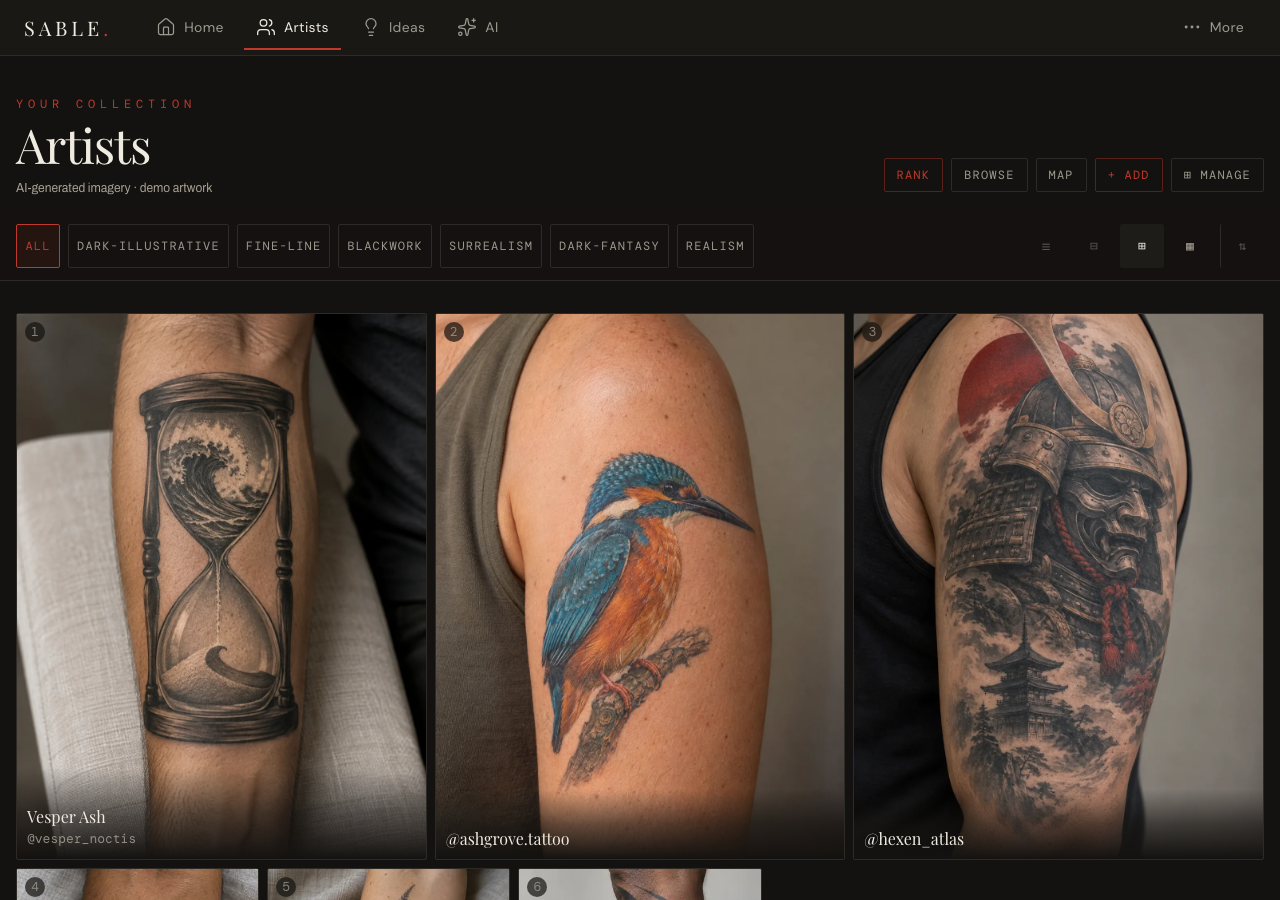 SABLE.
Home
Artists
Ideas
AI
More
YOUR COLLECTION
Artists
AI-generated imagery · demo artwork
RANK
BROWSE
MAP
+ ADD
MANAGE
ALL
DARK-ILLUSTRATIVE
FINE-LINE
BLACKWORK
SURREALISM
DARK-FANTASY
REALISM
1
2
3
Vesper Ash
@vesper_noctis
@ashgrove.tattoo
@hexen_atlas
4
5
6